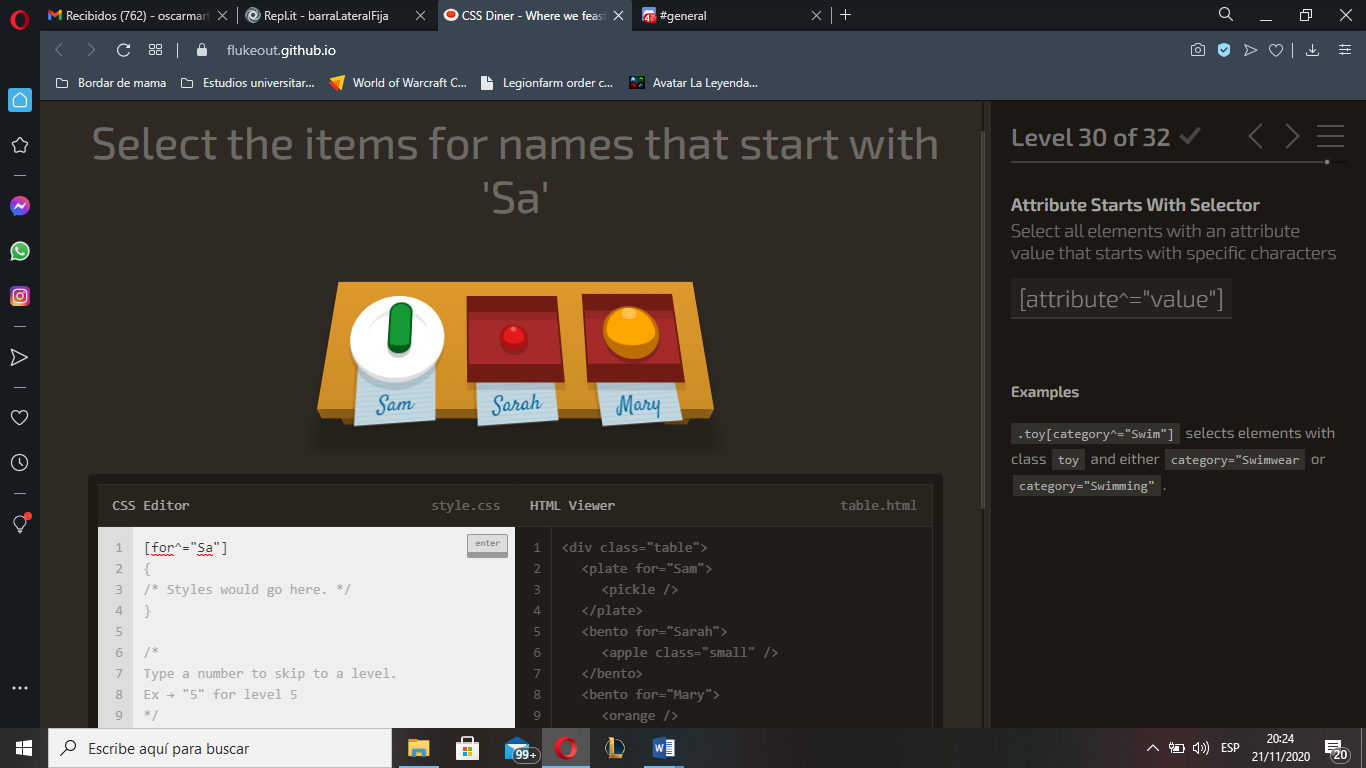 Recibidos (762) - oscarmart
Repl.it - barraLateralFija
CSS Diner - Where we feast
#general
flukeout.github.io
Bordar de mama
Estudios universitar...
World of Warcraft C...
Legionfarm order c...
Avatar La Leyenda...
Select the items for names that start with
'Sa'
Sam
Sarah
Mary
CSS Editor
style.css
HTML Viewer
table.html
1 [for^="Sa"]
enter
2 {
3 /* Styles would go here. */
4 }
5
6 /*
7 Type a number to skip to a level.
8 Ex → "5" for level 5
9 */
1 <div class="table">
2 <plate for="Sam">
3 <pickle />
4 </plate>
5 <bento for="Sarah">
6 <apple class="small" />
7 </bento>
8 <bento for="Mary">
9 <orange />
Level 30 of 32
Attribute Starts With Selector
Select all elements with an attribute
value that starts with specific characters
[attribute^="value"]
Examples
.toy[category^="Swim"] selects elements with
class toy and either category="Swimwear or
category="Swimming".
Escribe aquí para buscar
99+
ESP
20:24
21/11/2020
20